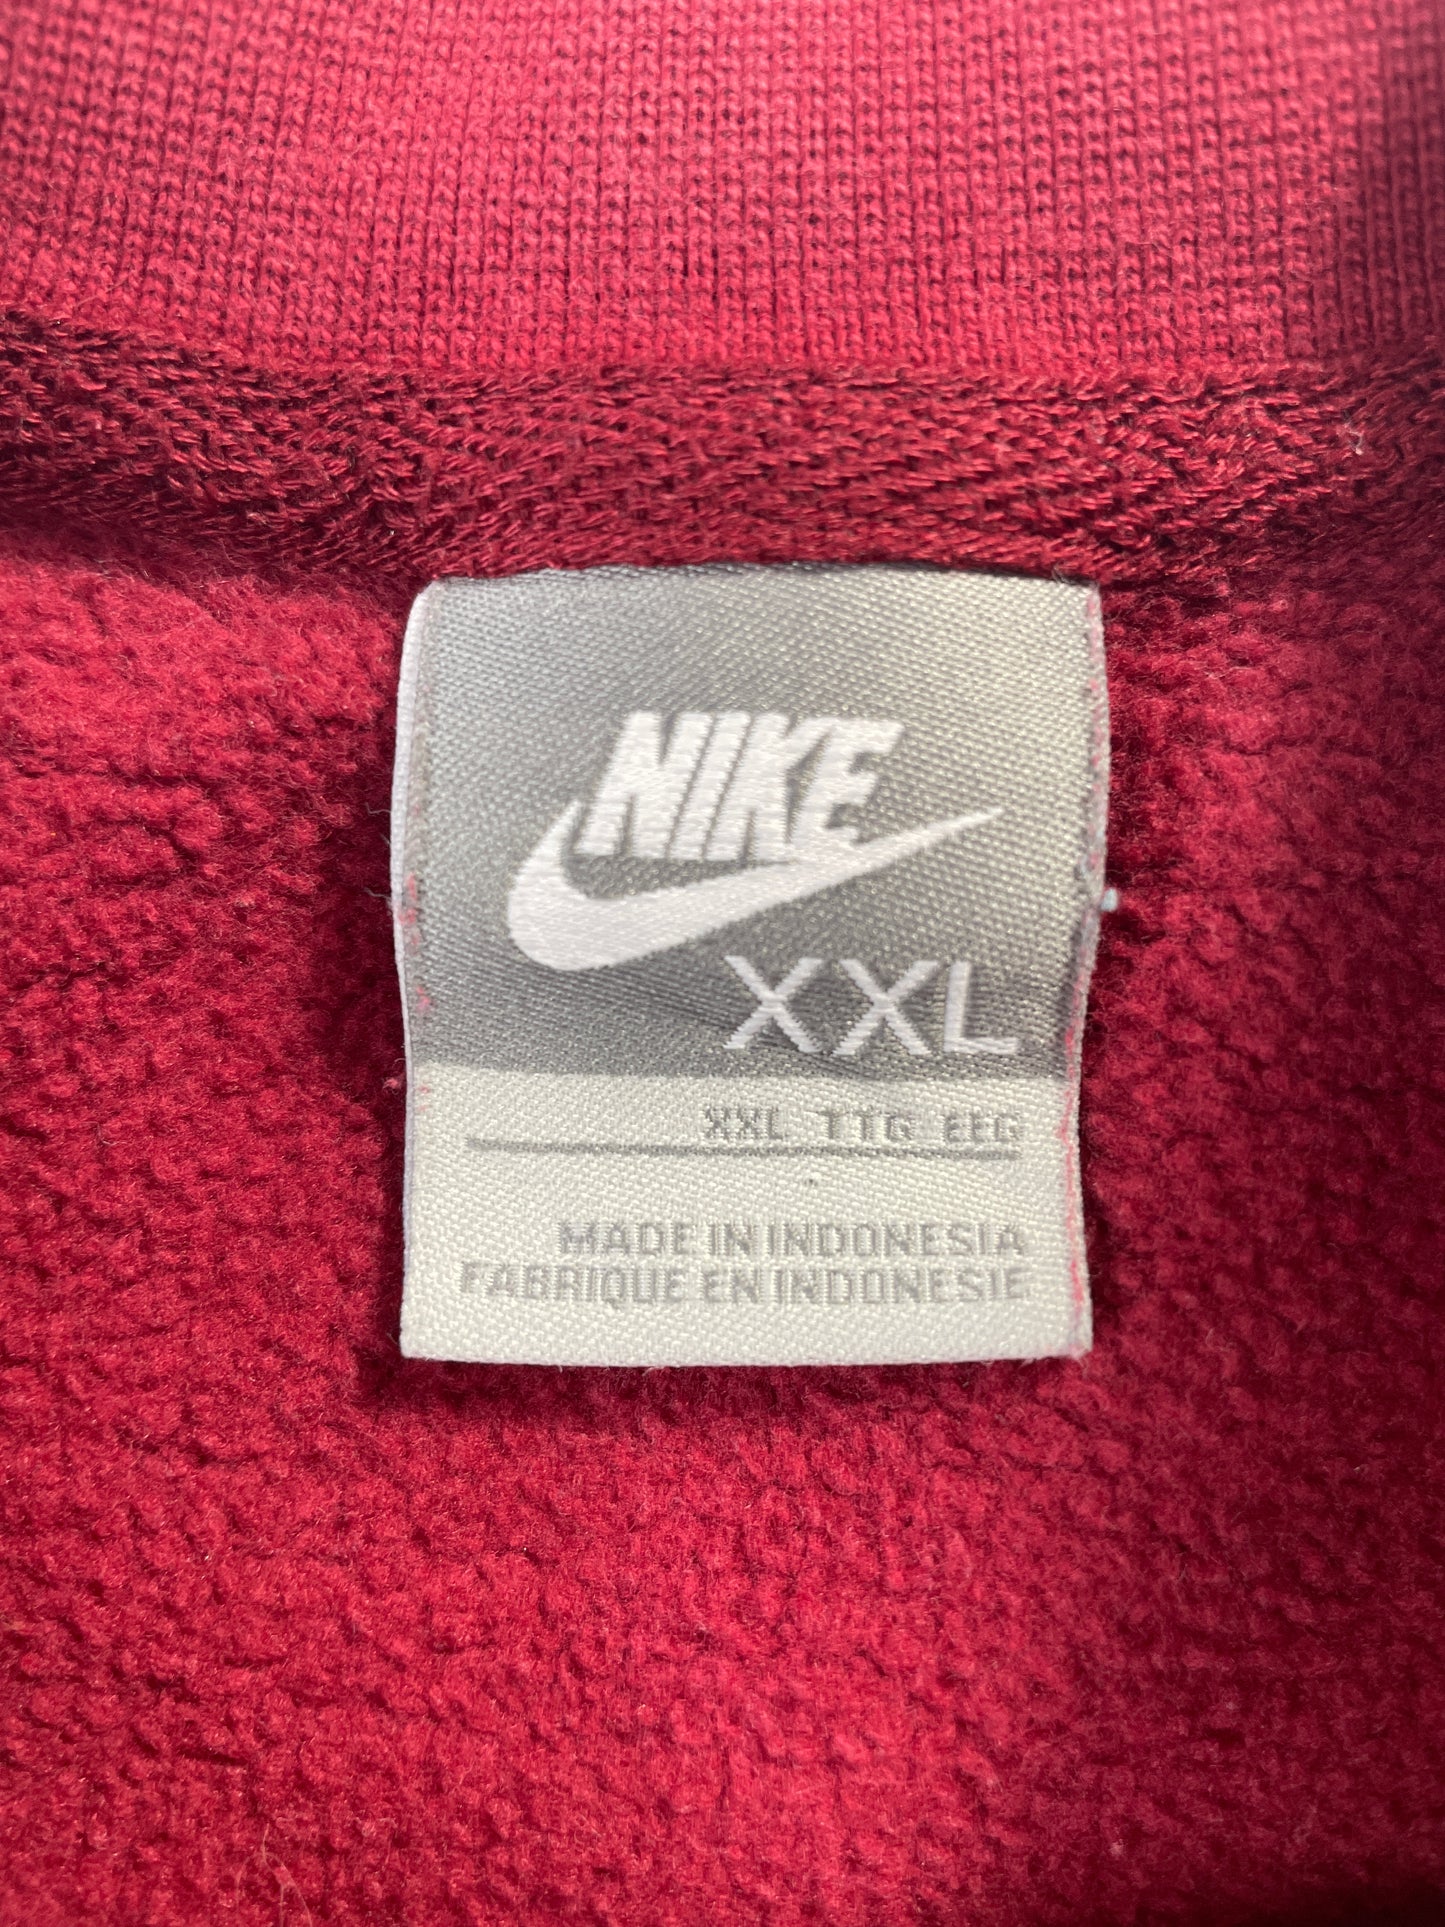 NIKE
XXL
XXL TTG EEG
MADE IN INDONESIA
FABRIQUE EN INDONESIE